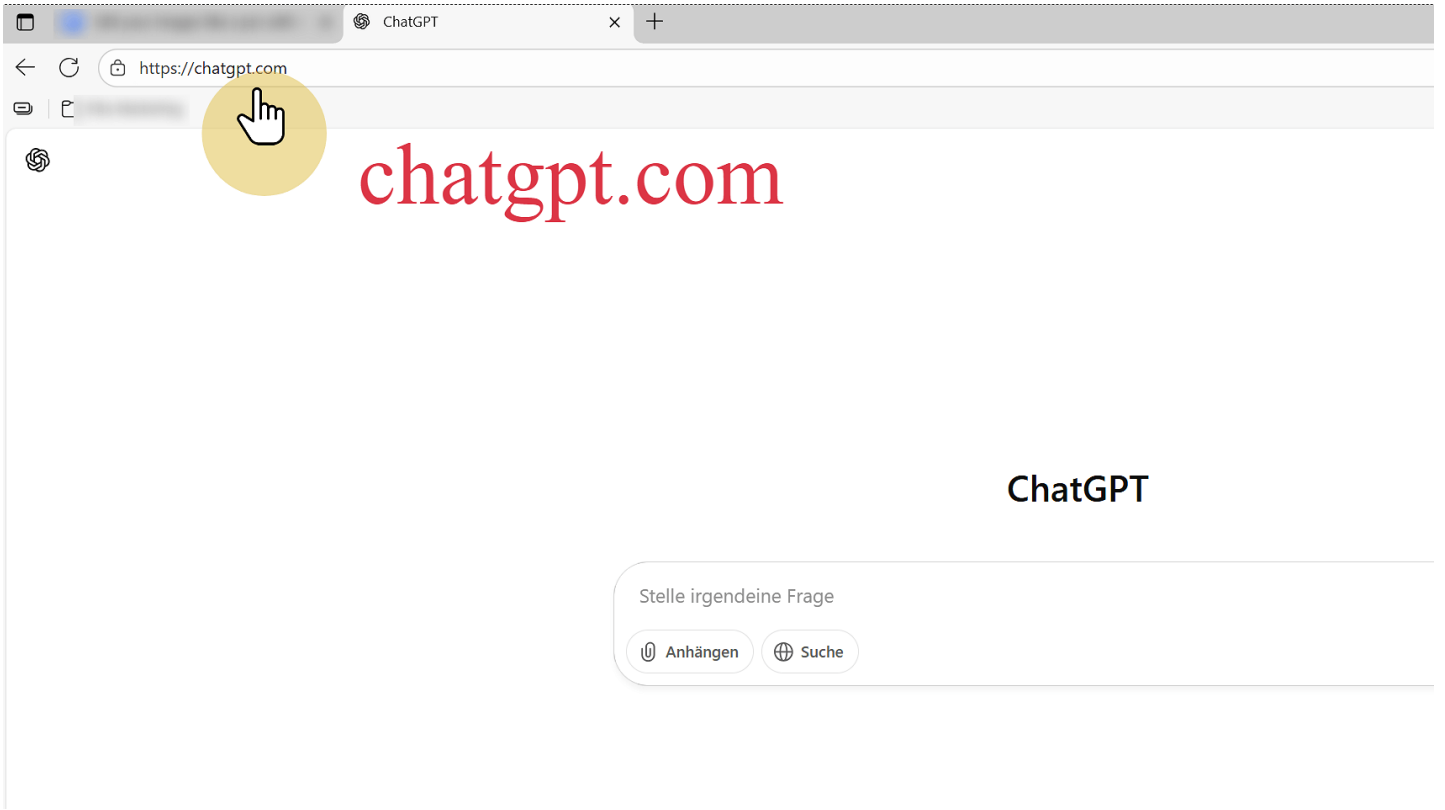 ChatGPT
https://chatgpt.com
chatgpt.com
ChatGPT
Stelle irgendeine Frage
Anhängen Suche